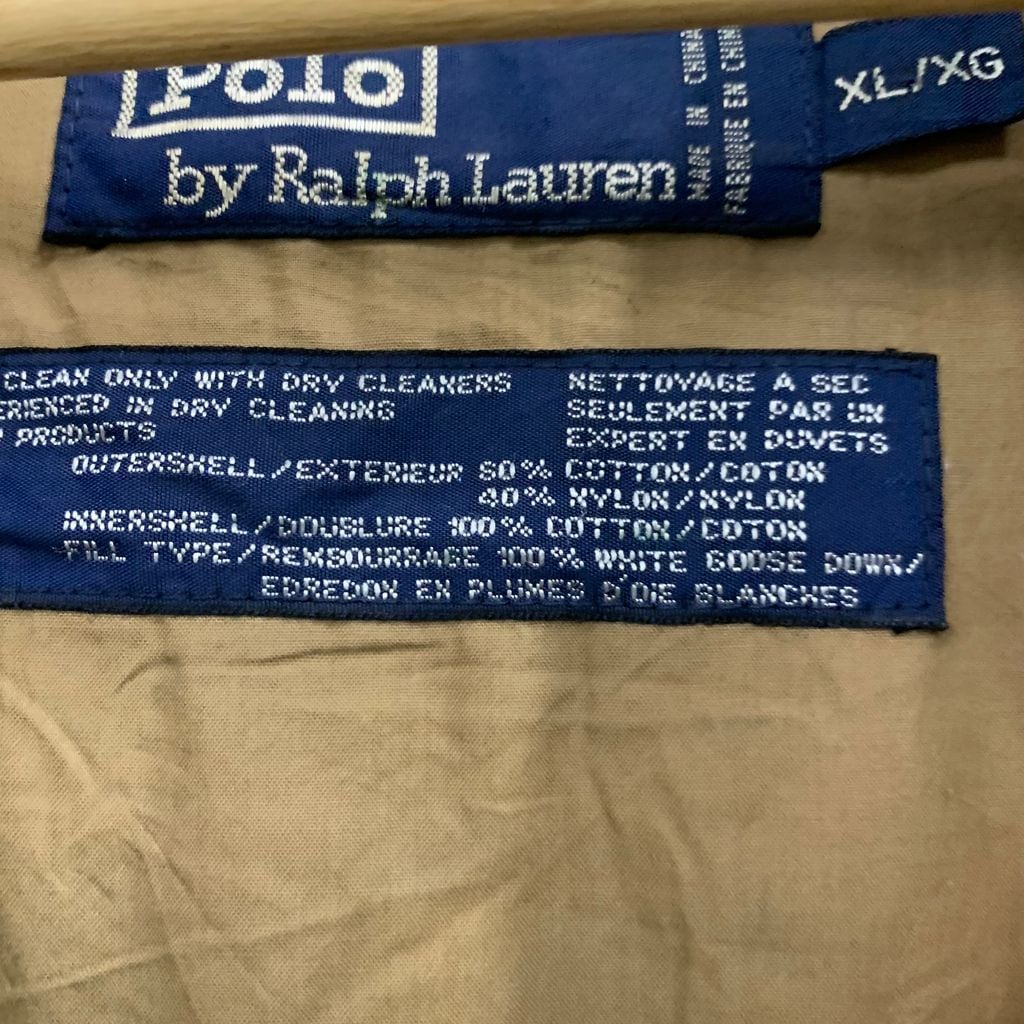 Polo
by Ralph Lauren
MADE IN CHINA
FABRIQUE EN CHIN
XL/XG
CLEAN ONLY WITH DRY CLEANERS
ERIENCED IN DRY CLEANING
PRODUCTS
NETTOYAGE A SEC
SEULEMENT PAR UN
EXPERT EN DUVETS
OUTERSHELL/EXTERIEUR 60% COTTON/COTON
40% NYLON/NYLON
INNERSHELL/DOUBLURE 100% COTTON/COTON
FILL TYPE/REMBOURRAGE 100% WHITE GOOSE DOWN/
EDREDON EN PLUMES D'OIE BLANCHES